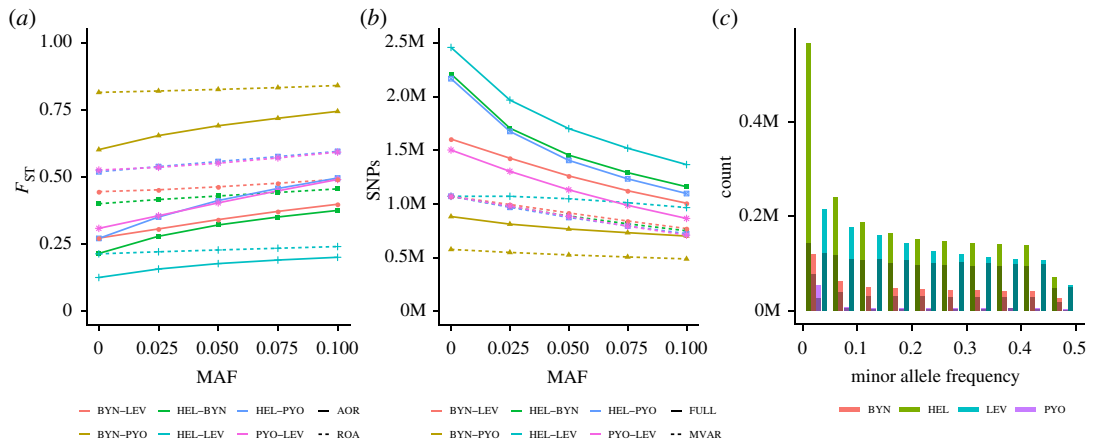 (a)
1.00
0.75
0.50
0.25
0
F_ST
0 0.025 0.050 0.075 0.100
MAF
BYN–LEV HEL–BYN HEL–PYO AOR
BYN–PYO HEL–LEV PYO–LEV ROA
(b)
2.5M
2.0M
1.5M
1.0M
0.5M
0M
SNPs
0 0.025 0.050 0.075 0.100
MAF
BYN–LEV HEL–BYN HEL–PYO FULL
BYN–PYO HEL–LEV PYO–LEV MVAR
(c)
0.4M
0.2M
0M
count
0 0.1 0.2 0.3 0.4 0.5
minor allele frequency
BYN HEL LEV PYO